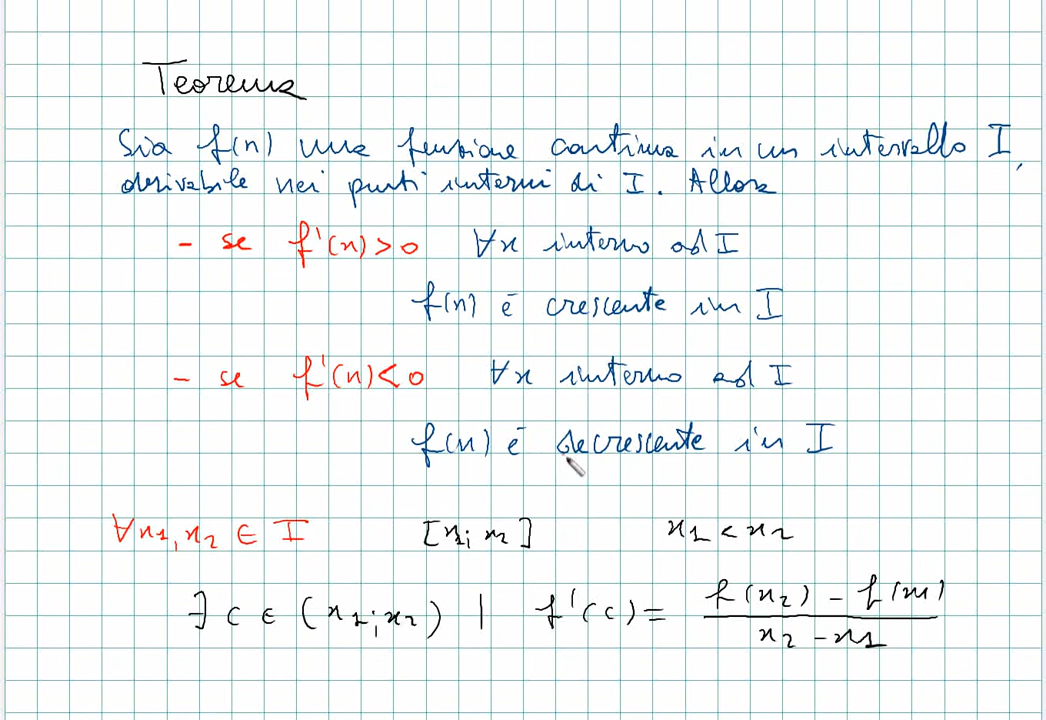 Teorema
Sia f(x) una funzione continua in un intervallo I,
derivabile nei punti interni di I. Allora
- se f'(x)>0 ∀x interno ad I
f(x) è crescente in I
- se f'(x)<0 ∀x interno ad I
f(x) è decrescente in I
∀x1,x2 ∈ I [x1; x2] x1 < x2
∃ c ∈ (x1; x2) | f'(c) = (f(x2) - f(x1)) / (x2 - x1)